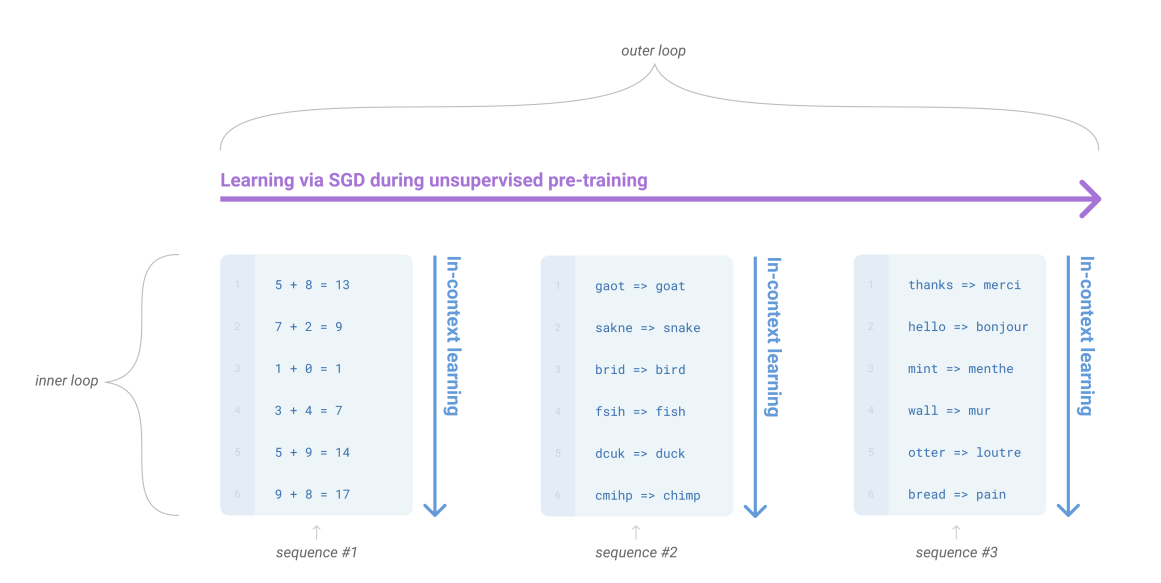 outer loop
Learning via SGD during unsupervised pre-training
inner loop
1 5 + 8 = 13
2 7 + 2 = 9
3 1 + 0 = 1
4 3 + 4 = 7
5 5 + 9 = 14
6 9 + 8 = 17
In-context learning
sequence #1
1 gaot => goat
2 sakne => snake
3 brid => bird
4 fsih => fish
5 dcuk => duck
6 cmihp => chimp
In-context learning
sequence #2
1 thanks => merci
2 hello => bonjour
3 mint => menthe
4 wall => mur
5 otter => loutre
6 bread => pain
In-context learning
sequence #3